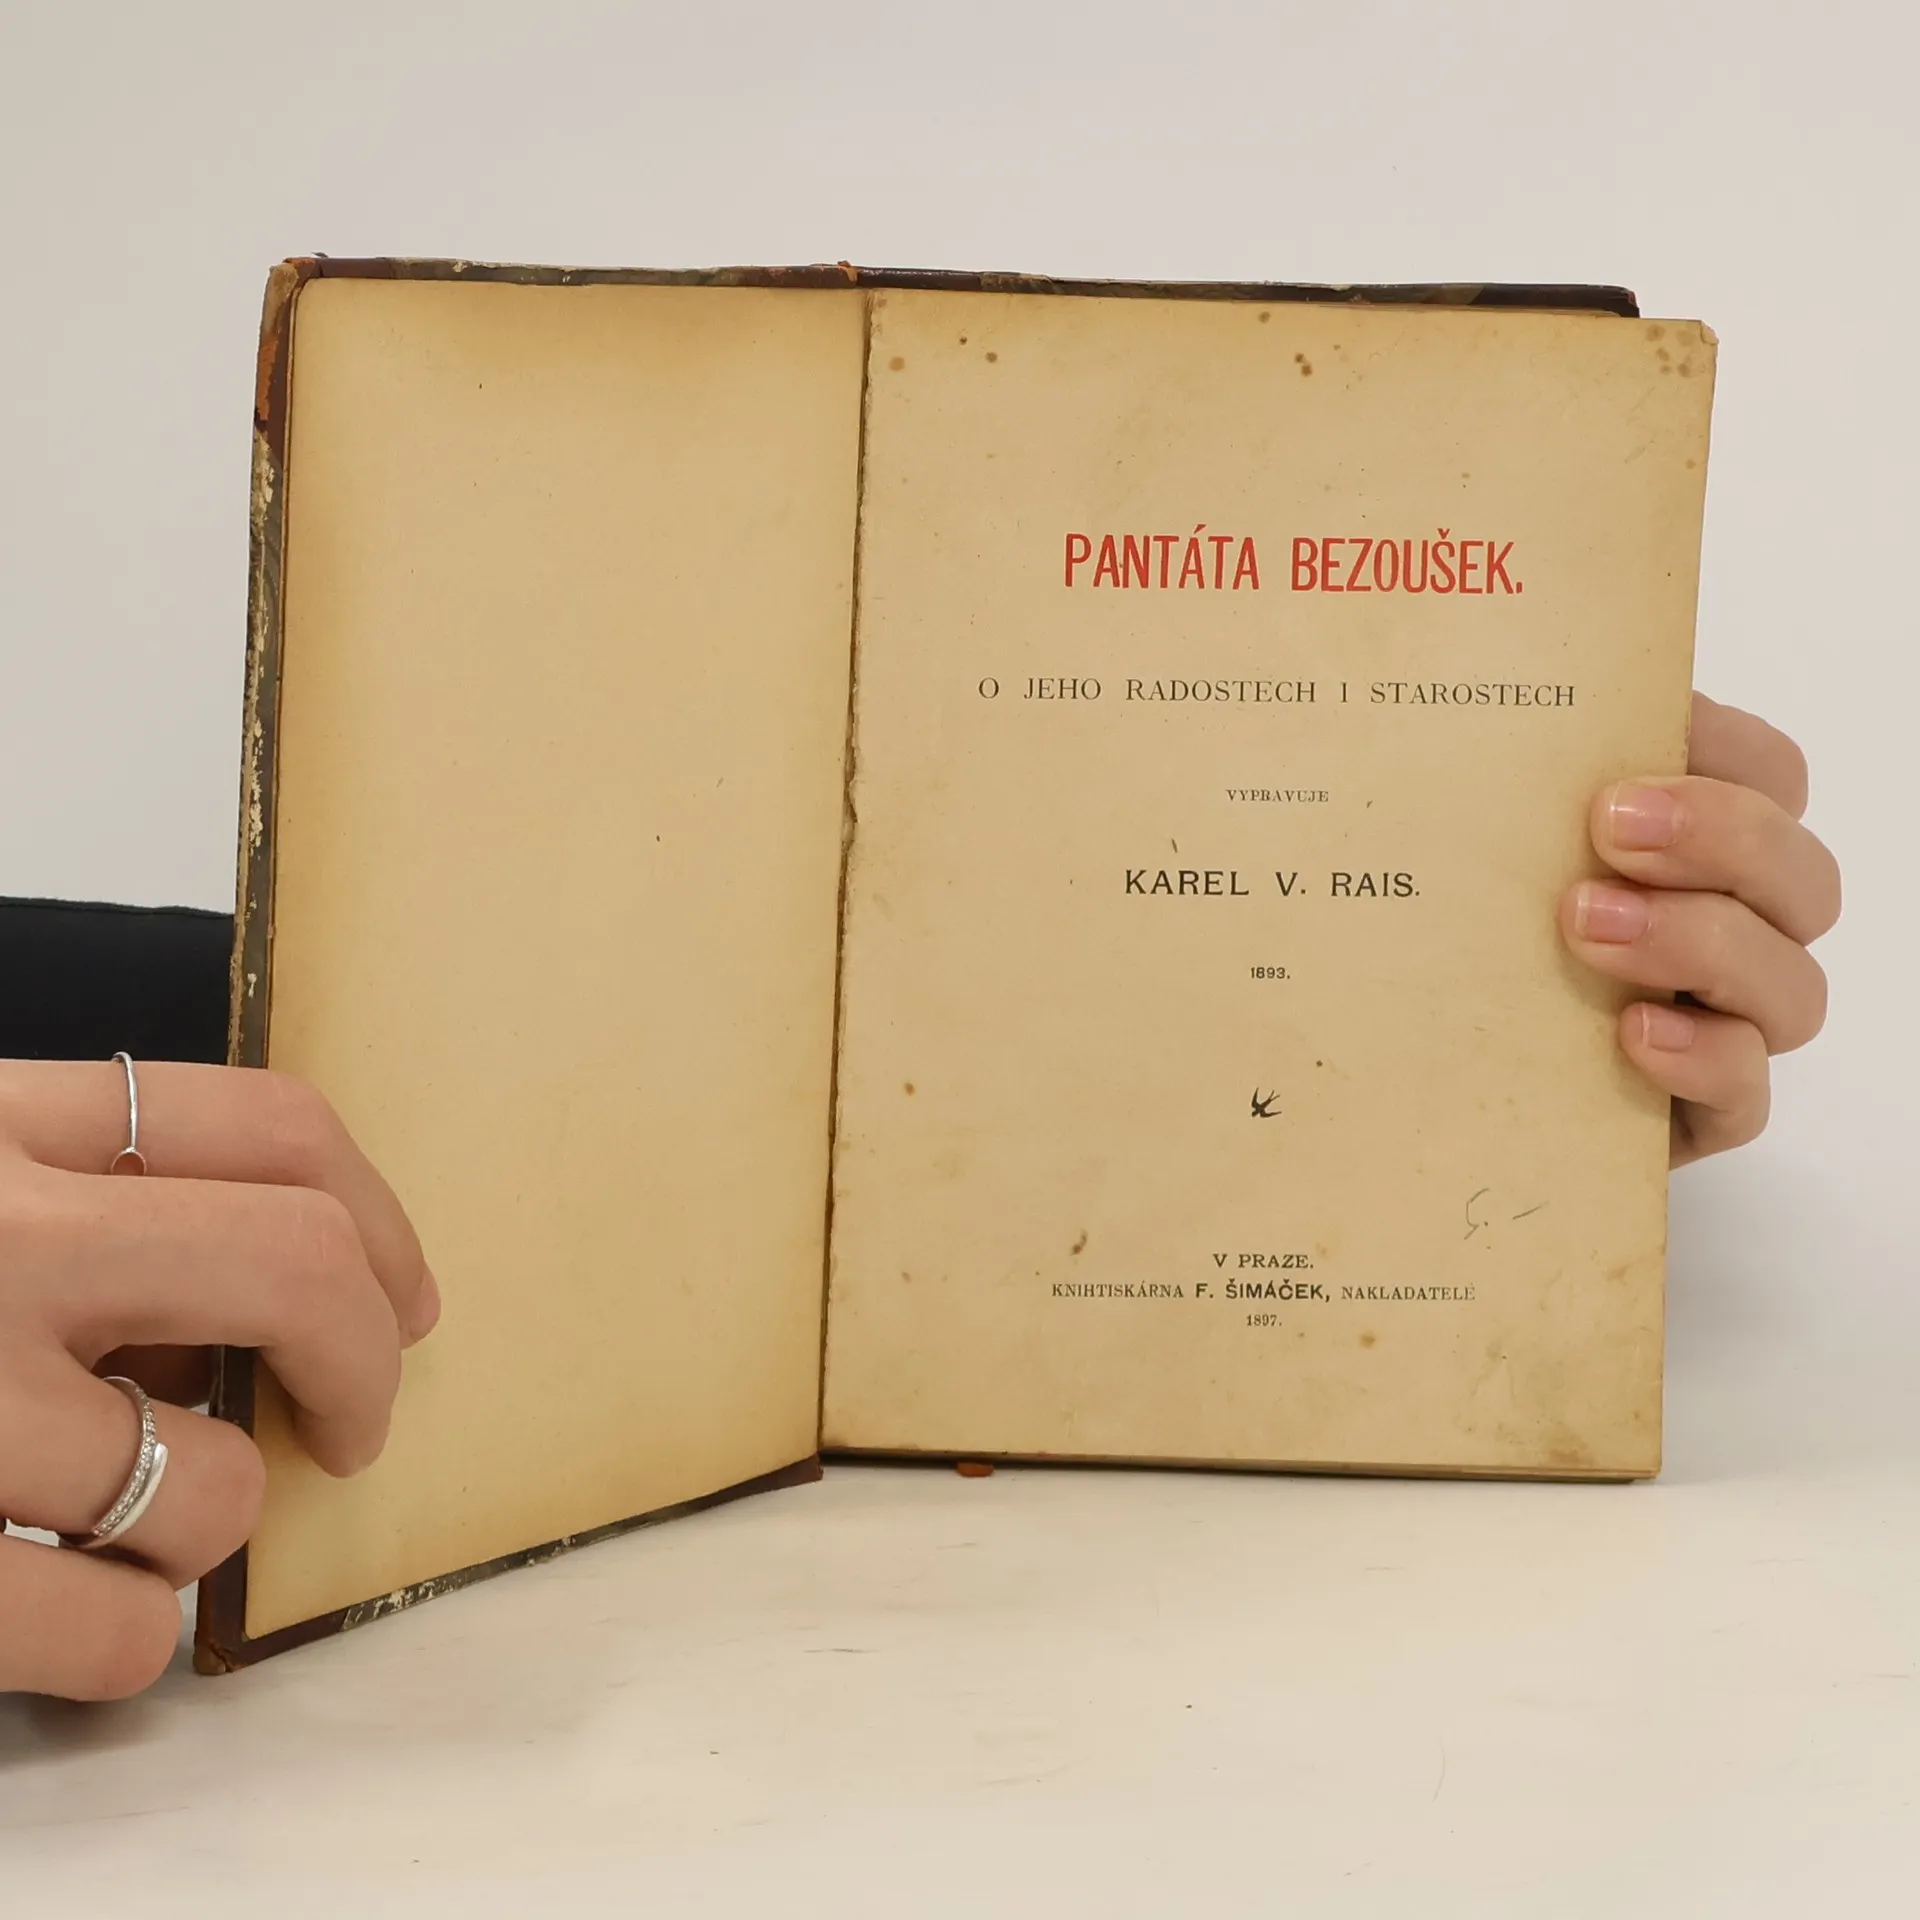 PANTÁTA BEZOUŠEK.
O JEHO RADOSTECH I STAROSTECH
VYPRAVUJE
KAREL V. RAIS.
1893.
V PRAZE.
KNIHTISKÁRNA F. ŠIMÁČEK, NAKLADATELÉ
1897.